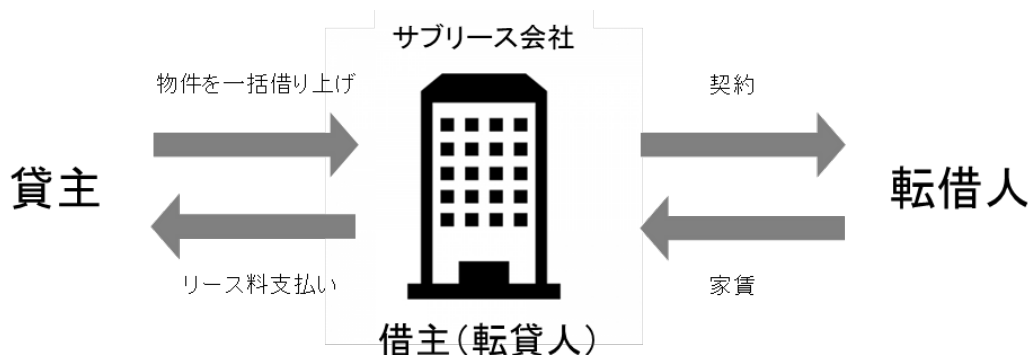 サブリース会社
物件を一括借り上げ
契約
貸主
転借人
リース料支払い
家賃
借主(転貸人)